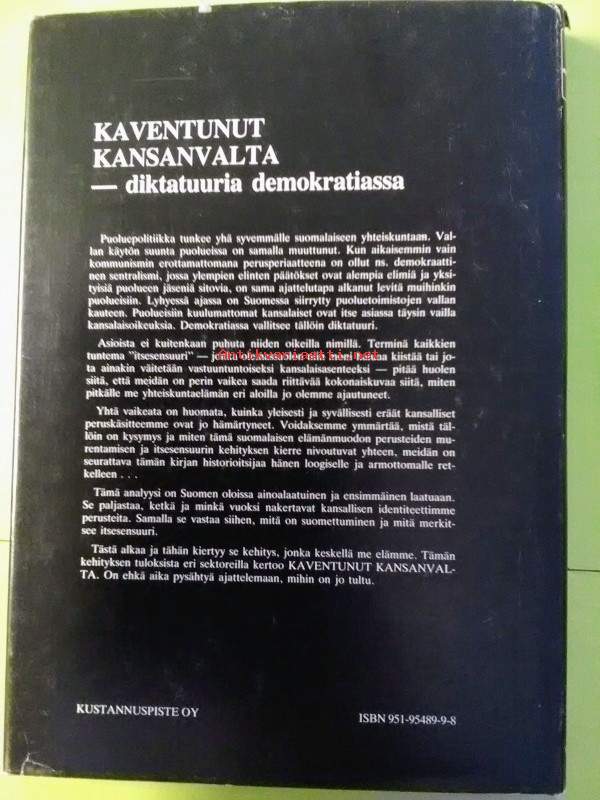 KAVENTUNUT
KANSANVALTA
— diktatuuria demokratiassa
Puoluepolitiikka tunkee yhä syvemmälle suomalaiseen yhteiskuntaan. Val-
lan käytön suunta puolueissa on samalla muuttunut. Kun aikaisemmin vain
kommunismin erottamattomana perusperiaatteena on ollut ns. demokraatti-
nen sentralismi, jossa ylempien elinten päätökset ovat alempia elimiä ja yksi-
tyisiä puolueen jäseniä sitovia, on sama ajattelutapa alkanut levitä muihinkin
puolueisiin. Lyhyessä ajassa on Suomessa siirrytty puoluetoimistojen vallan
kauteen. Puolueisiin kuulumattomat kansalaiset ovat itse asiassa täysin vailla
kansalaisoikeuksia. Demokratiassa vallitsee tällöin diktatuuri.
Asioista ei kuitenkaan puhuta niiden oikeilla nimillä. Terminä kaikkien
tuntema "itsesensuuri" — jonka olemassaolon kiistaa tai jo-
ta ainakin väitetään vastuuntuntoiseksi kansalaisasenteeksi — pitää huolen
siitä, että meidän on perin vaikea saada riittävää kokonaiskuvaa siitä, miten
pitkälle me yhteiskuntaelämän eri aloilla jo olemme ajautuneet.
Yhtä vaikeata on huomata, kuinka yleisesti ja syvällisesti eräät kansalliset
peruskäsitteemme ovat jo hämärtyneet. Voidaksemme ymmärtää, mistä täl-
löin on kysymys ja miten tämä suomalaisen elämänmuodon perusteiden mu-
rentamisen ja itsesensuurin kehityksen kierre nivoutuvat yhteen, meidän on
seurattava tämän kirjan historioitsijaa hänen loogiselle ja armottomalle ret-
kelleen . . .
Tämä analyysi on Suomen oloissa ainoalaatuinen ja ensimmäinen laatuaan.
Se paljastaa, ketkä ja minkä vuoksi nakertavat kansallisen identiteettimme
perusteita. Samalla se vastaa siihen, mitä on suomettuminen ja mitä merkit-
see itsesensuuri.
Tästä alkaa ja tähän kiertyy se kehitys, jonka keskellä me elämme. Tämän
kehityksen tuloksista eri sektoreilla kertoo KAVENTUNUT KANSANVAL-
TA. On ehkä aika pysähtyä ajattelemaan, mihin on jo tultu.
KUSTANNUSPISTE OY
ISBN 951-95489-9-8